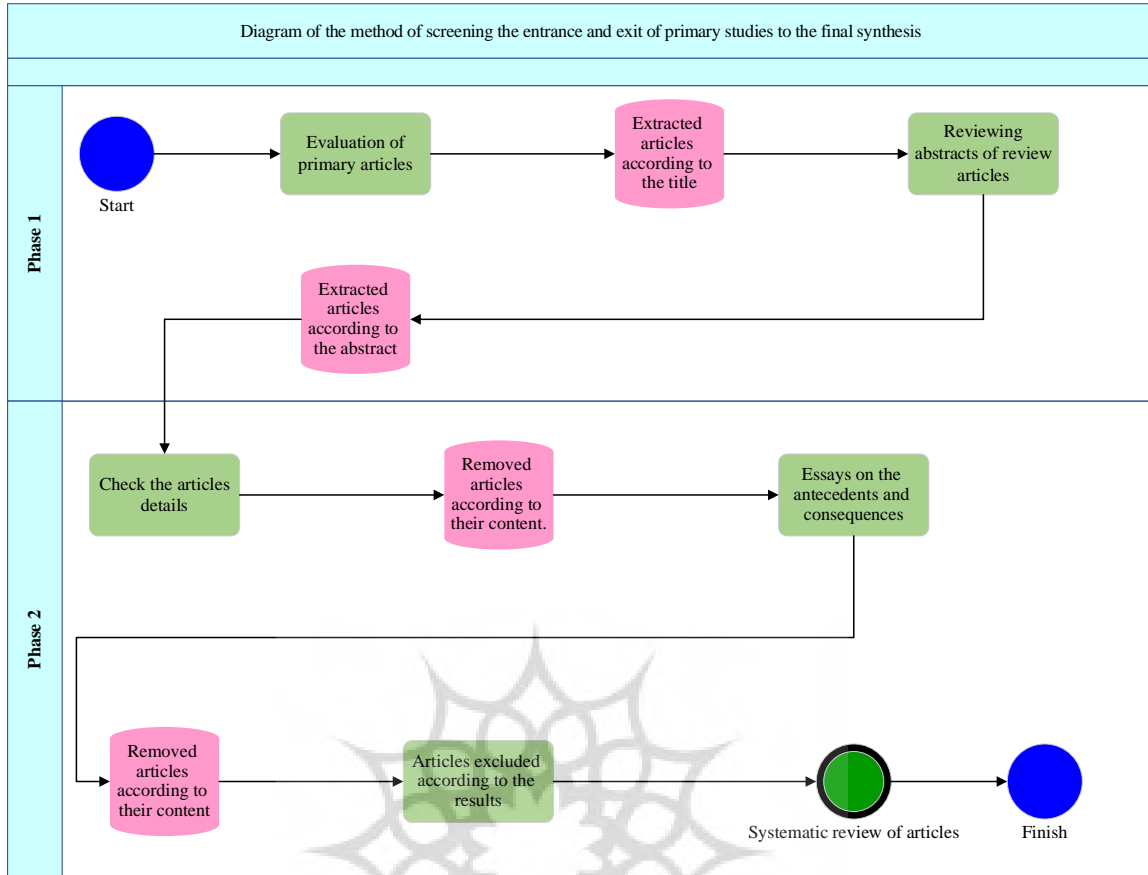 Diagram of the method of screening the entrance and exit of primary studies to the final synthesis
Phase 1
Start
Evaluation of
primary articles
Extracted
articles
according to
the title
Reviewing
abstracts of review
articles
Extracted
articles
according to
the abstract
Phase 2
Check the articles
details
Removed
articles
according to
their content.
Essays on the
antecedents and
consequences
Removed
articles
according to
their content
Articles excluded
according to the
results
Systematic review of articles
Finish